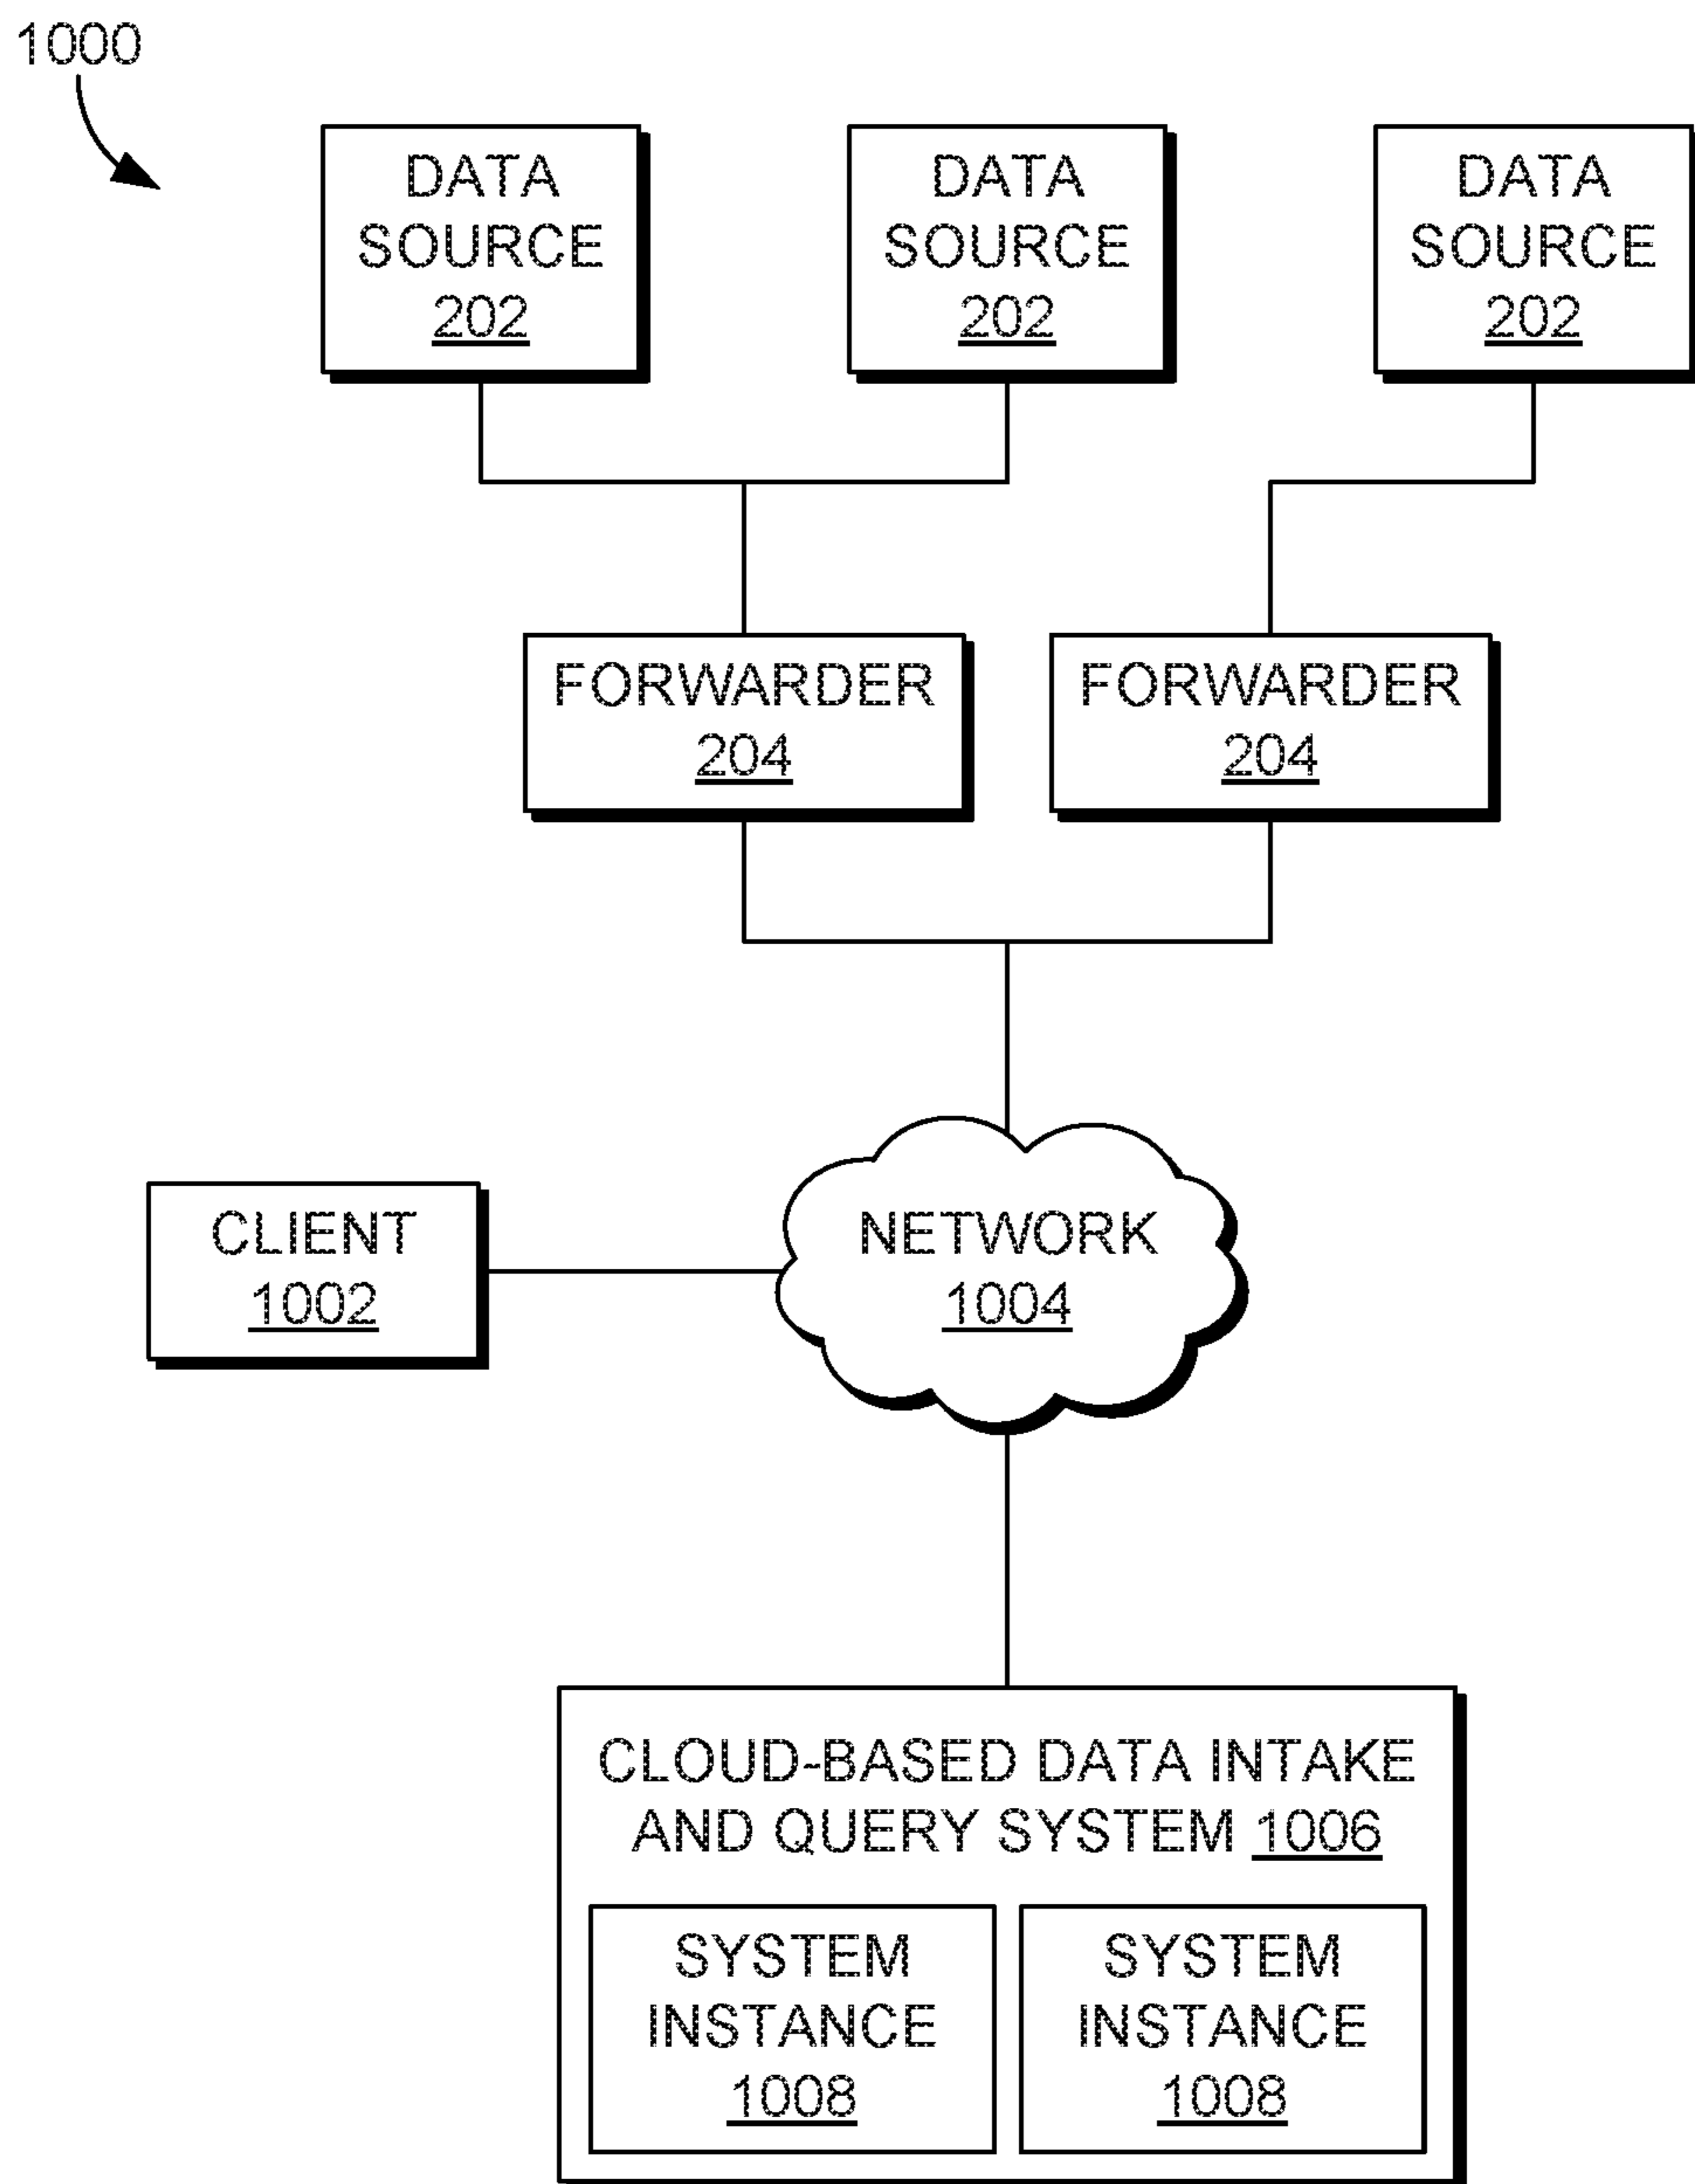 1000
DATA
SOURCE
202
DATA
SOURCE
202
DATA
SOURCE
202
FORWARDER
204
FORWARDER
204
CLIENT
1002
NETWORK
1004
CLOUD-BASED DATA INTAKE
AND QUERY SYSTEM 1006
SYSTEM
INSTANCE
1008
SYSTEM
INSTANCE
1008